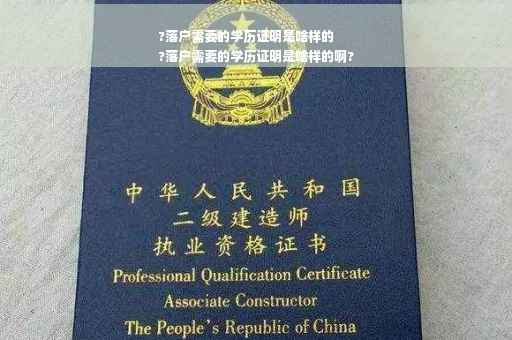 ?落户需要的学历证明是啥样的
?落户需要的学历证明是啥样的啊?
中华人民共和国
二级建造师
执业资格证书
Professional Qualification Certificate
Associate Constructor
The People's Republic of China